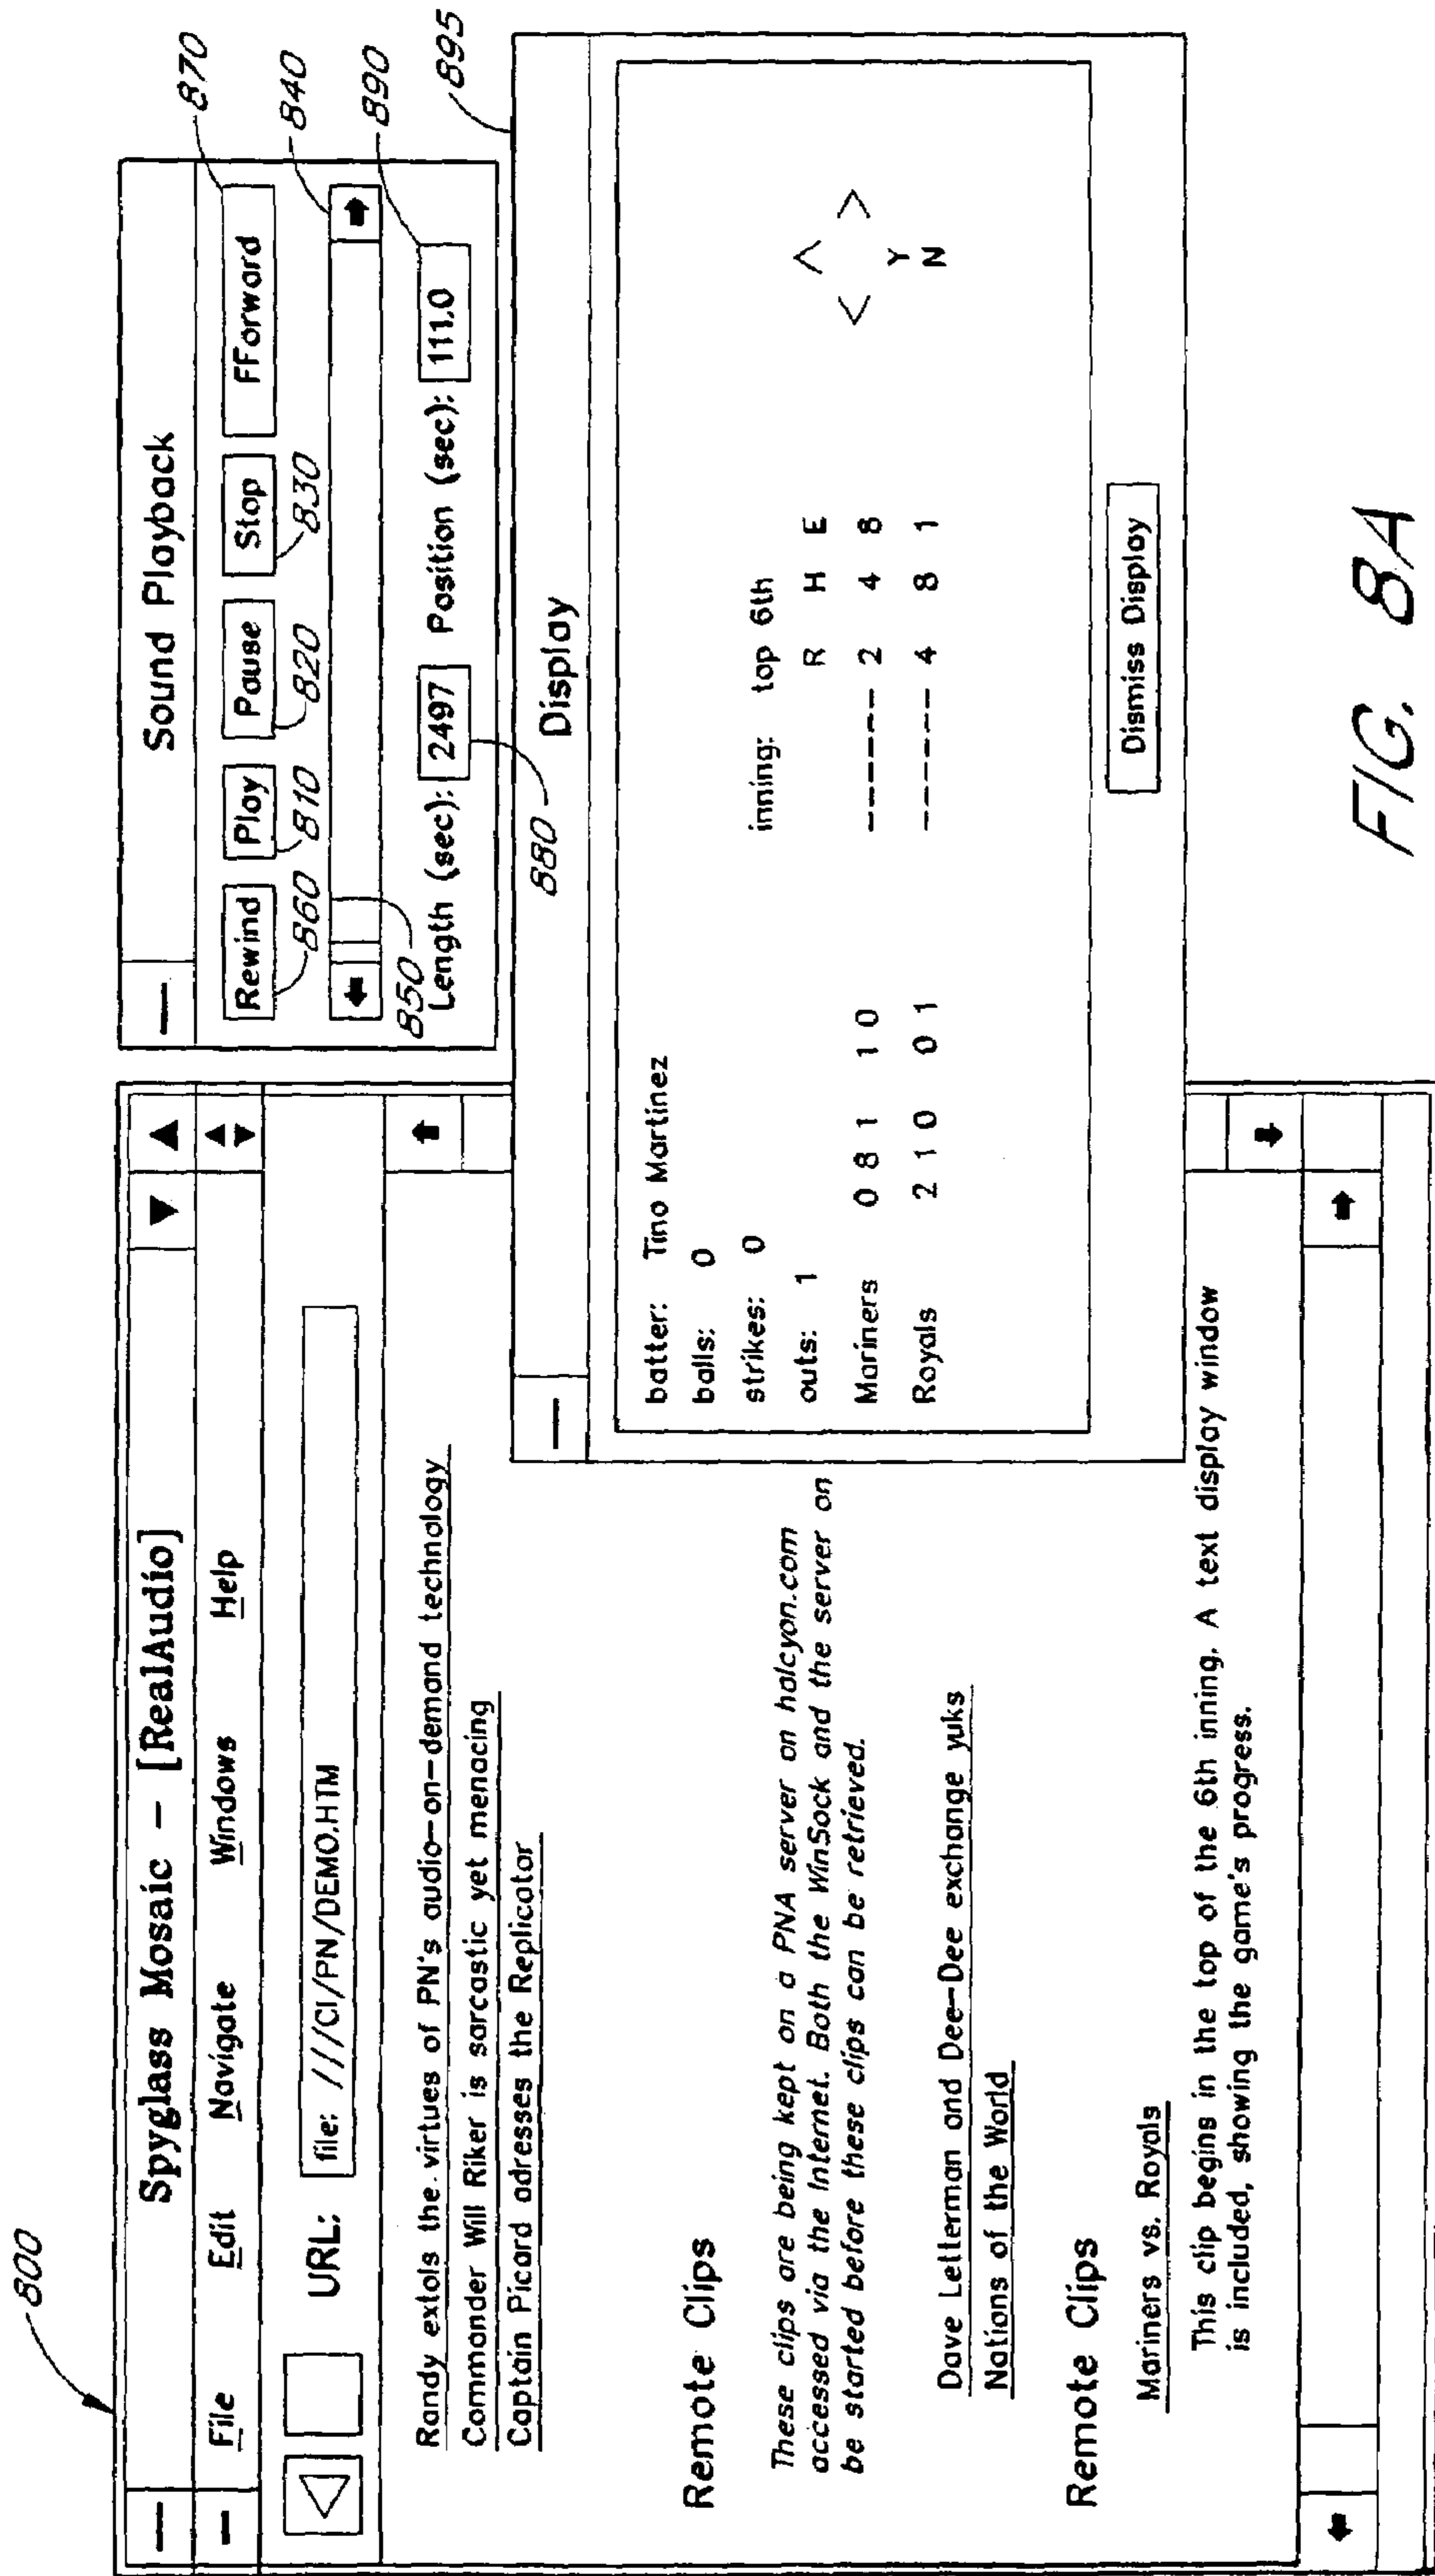 800
Spyglass Mosaic – [RealAudio]
File Edit Navigate Windows Help
URL: file: ///CI/PN/DEMO.HTM
Randy extols the virtues of PN's audio–on–demand technology
Commander Will Riker is sarcastic yet menacing
Captain Picard adresses the Replicator
Remote Clips
These clips are being kept on a PNA server on halcyon.com
accessed via the Internet. Both the WinSock and the server on
be started before these clips can be retrieved.
Dave Letterman and Dee–Dee exchange yuks
Nations of the World
Remote Clips
Mariners vs. Royals
This clip begins in the top of the 6th inning. A text display window
is included, showing the game's progress.
Sound Playback
Rewind Play Pause Stop FForward
870
860 810 820 830
840
850
Length (sec): 2497 Position (sec): 111.0
890
880
895
Display
batter: Tino Martinez
balls: 0
strikes: 0 inning: top 6th
outs: 1 R H E
Mariners 0 8 1 1 0 – – – – – – 2 4 8
Royals 2 1 0 0 1 – – – – – 4 8 1
< ^ >
Y
N
Dismiss Display
FIG. 8A